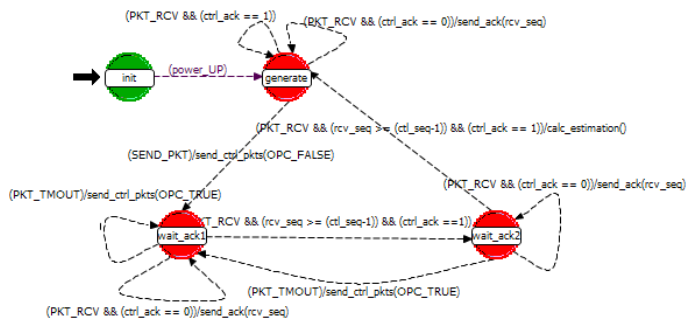 (PKT_RCV && (ctrl_ack == 1))
(PKT_RCV && (ctrl_ack == 0))/send_ack(rcv_seq)
(power_UP)
init
generate
(PKT_RCV && (rcv_seq >= (ctl_seq-1)) && (ctrl_ack == 1))/calc_estimation()
(SEND_PKT)/send_ctrl_pkts(OPC_FALSE)
(PKT_RCV && (ctrl_ack == 0))/send_ack(rcv_seq)
(PKT_TMOUT)/send_ctrl_pkts(OPC_TRUE)
T_RCV && (rcv_seq >= (ctl_seq-1)) && (ctrl_ack ==1))
wait_ack1
wait_ack2
(PKT_TMOUT)/send_ctrl_pkts(OPC_TRUE)
(PKT_RCV && (ctrl_ack == 0))/send_ack(rcv_seq)